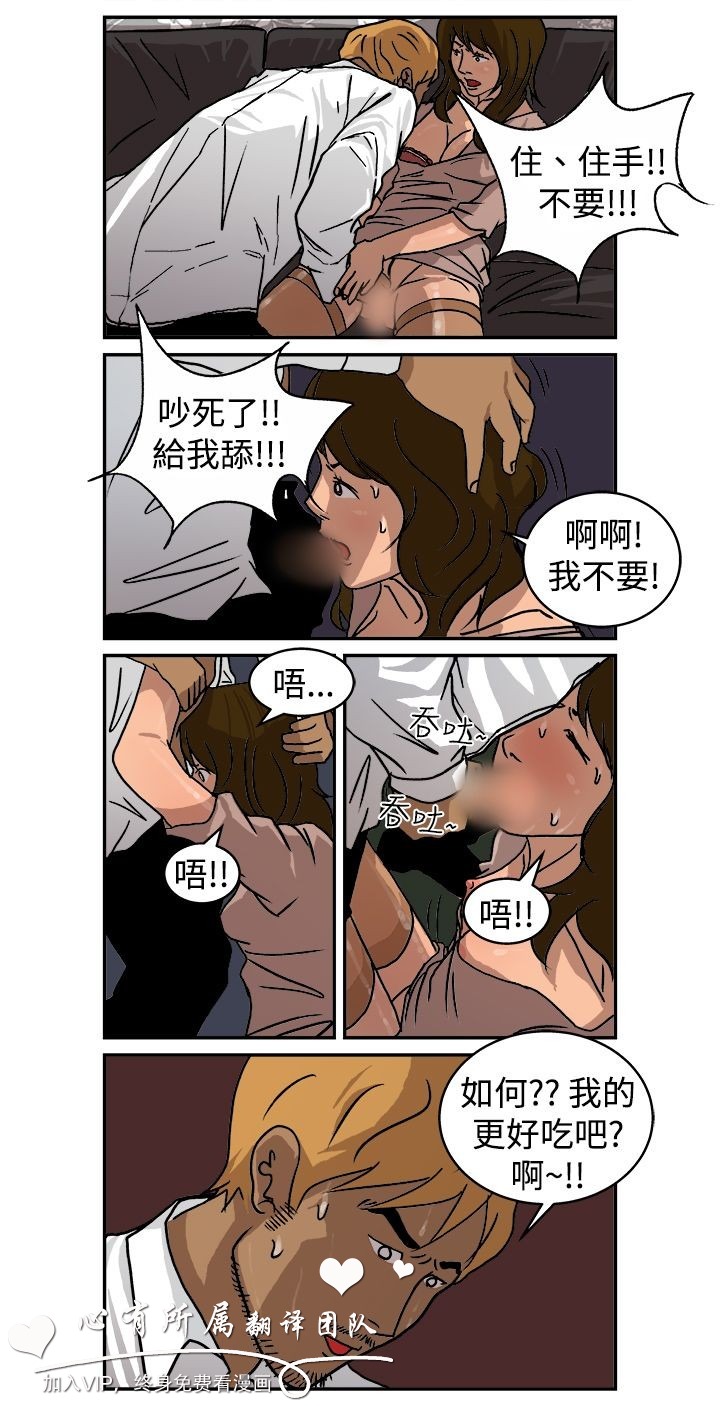 住、住手!!
不要!!!
吵死了!!
給我舔!!!
啊啊!
我不要!
唔...
唔!!
吞吐~
吞吐~
唔!!
如何?? 我的
更好吃吧?
啊~!!
心有所属翻译团队
加入VIP，终身免费看漫画